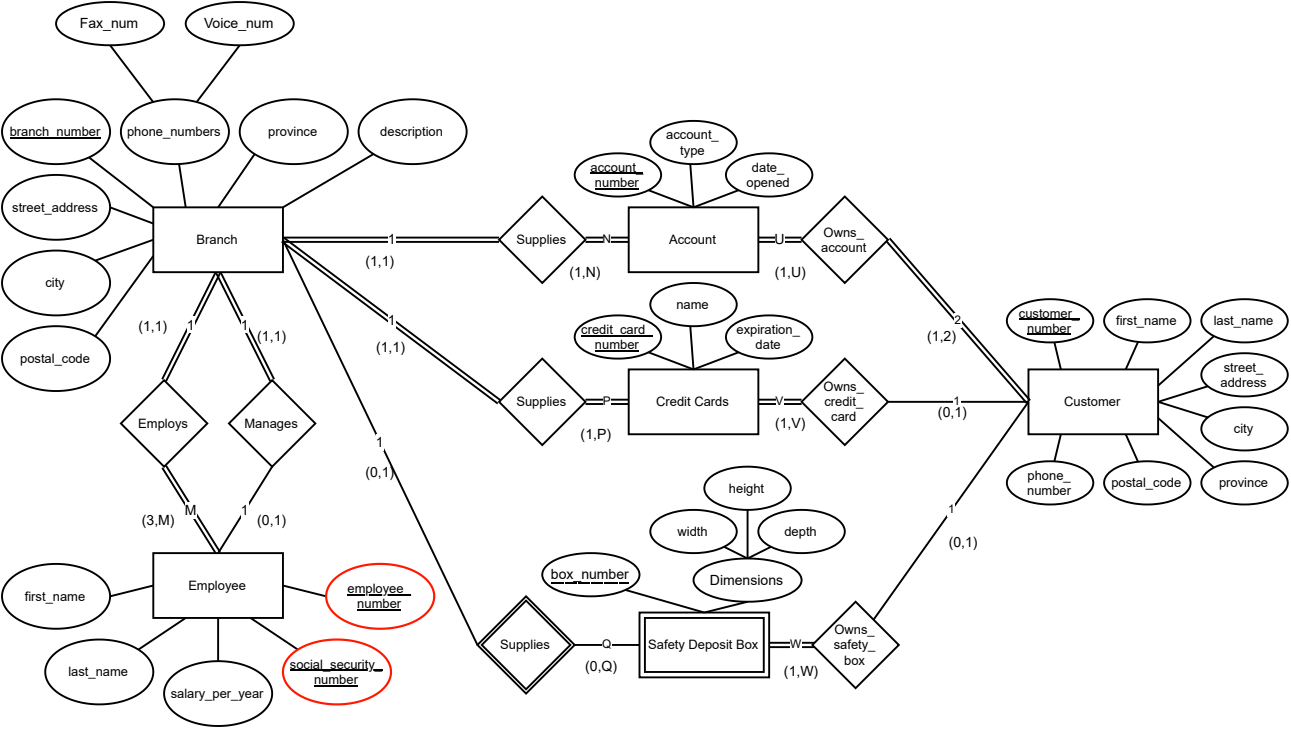 Fax_num
Voice_num
branch_number
phone_numbers
province
description
street_address
city
postal_code
Branch
1
(1,1)
Supplies
N
(1,N)
account_
number
account_
type
date_
opened
Account
U
(1,U)
Owns_
account
2
(1,2)
1
(1,1)
Supplies
P
(1,P)
credit_card_
number
name
expiration_
date
Credit Cards
V
(1,V)
Owns_
credit_
card
1
(0,1)
customer_
number
first_name
last_name
street_
address
city
province
postal_code
phone_
number
Customer
(1,1)
1
1
(1,1)
Employs
Manages
(3,M)
M
1
(0,1)
Employee
first_name
last_name
salary_per_year
social_security_
number
employee_
number
1
(0,1)
Supplies
Q
(0,Q)
box_number
width
height
depth
Dimensions
Safety Deposit Box
W
(1,W)
Owns_
safety_
box
1
(0,1)